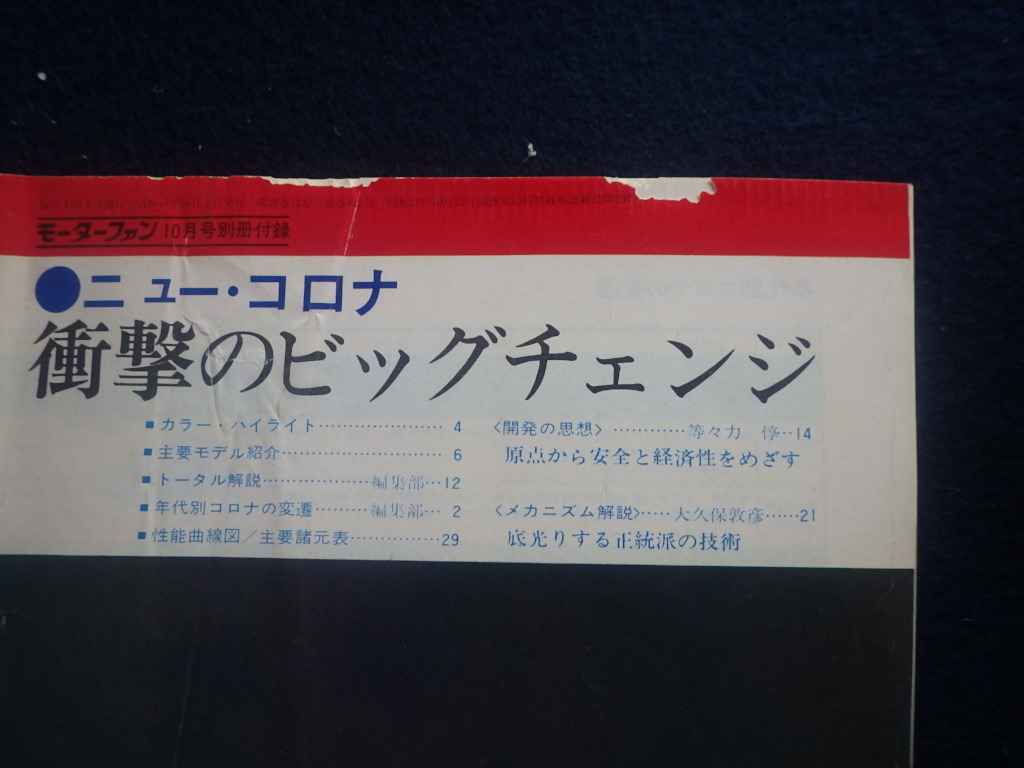 モーターファン10月号別冊付録
●ニュー・コロナ
衝撃のビッグチェンジ
■カラー・ハイライト…………………4
■主要モデル紹介………………………6
■トータル解説………………編集部…12
■年代別コロナの変遷………編集部…2
■性能曲線図/主要諸元表……………29
〈開発の思想〉…………等々力 惇‥14
原点から安全と経済性をめざす
〈メカニズム解説〉……大久保敦彦……21
底光りする正統派の技術